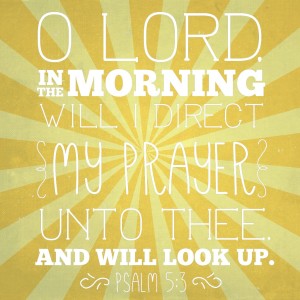 O LORD.
IN THE MORNING
WILL I DIRECT
MY PRAYER
UNTO THEE,
AND WILL LOOK UP.
PSALM 5:3